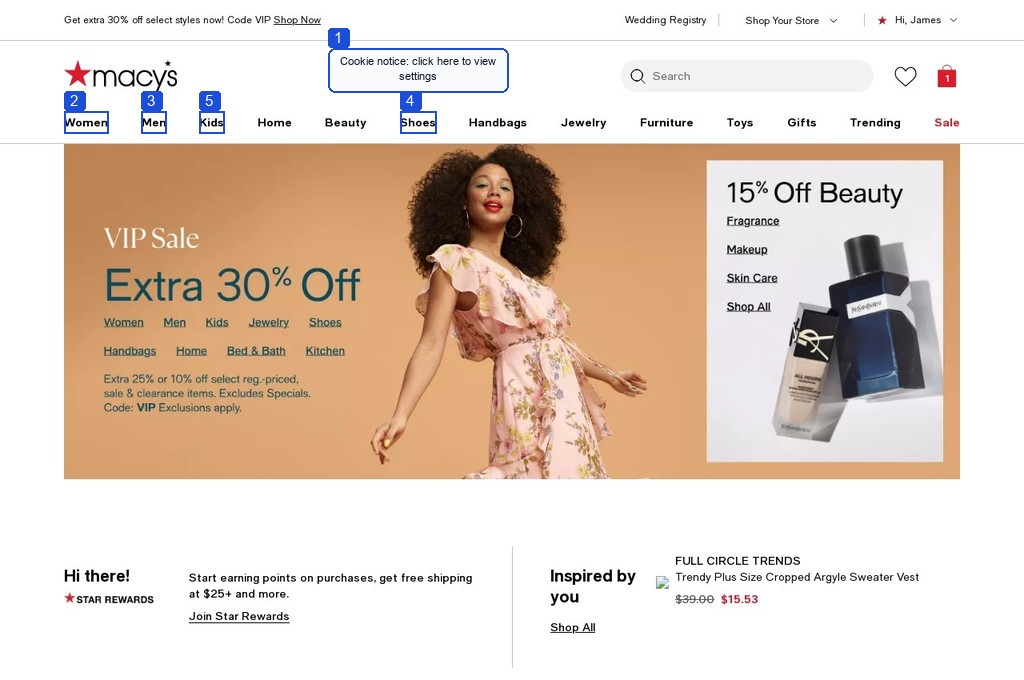 Get extra 30% off select styles now! Code VIP Shop Now
Wedding Registry
Shop Your Store
Hi, James
1
Cookie notice: click here to view
settings
macy's
Search
1
2
3
5
4
Women
Men
Kids
Home
Beauty
Shoes
Handbags
Jewelry
Furniture
Toys
Gifts
Trending
Sale
VIP Sale
Extra 30% Off
Women Men Kids Jewelry Shoes
Handbags Home Bed & Bath Kitchen
Extra 25% or 10% off select reg.-priced,
sale & clearance items. Excludes Specials.
Code: VIP Exclusions apply.
15% Off Beauty
Fragrance
Makeup
Skin Care
Shop All
YVES SAINT LAURENT
ALL HOURS
Hi there!
STAR REWARDS
Start earning points on purchases, get free shipping
at $25+ and more.
Join Star Rewards
Inspired by
you
Shop All
FULL CIRCLE TRENDS
Trendy Plus Size Cropped Argyle Sweater Vest
$39.00 $15.53